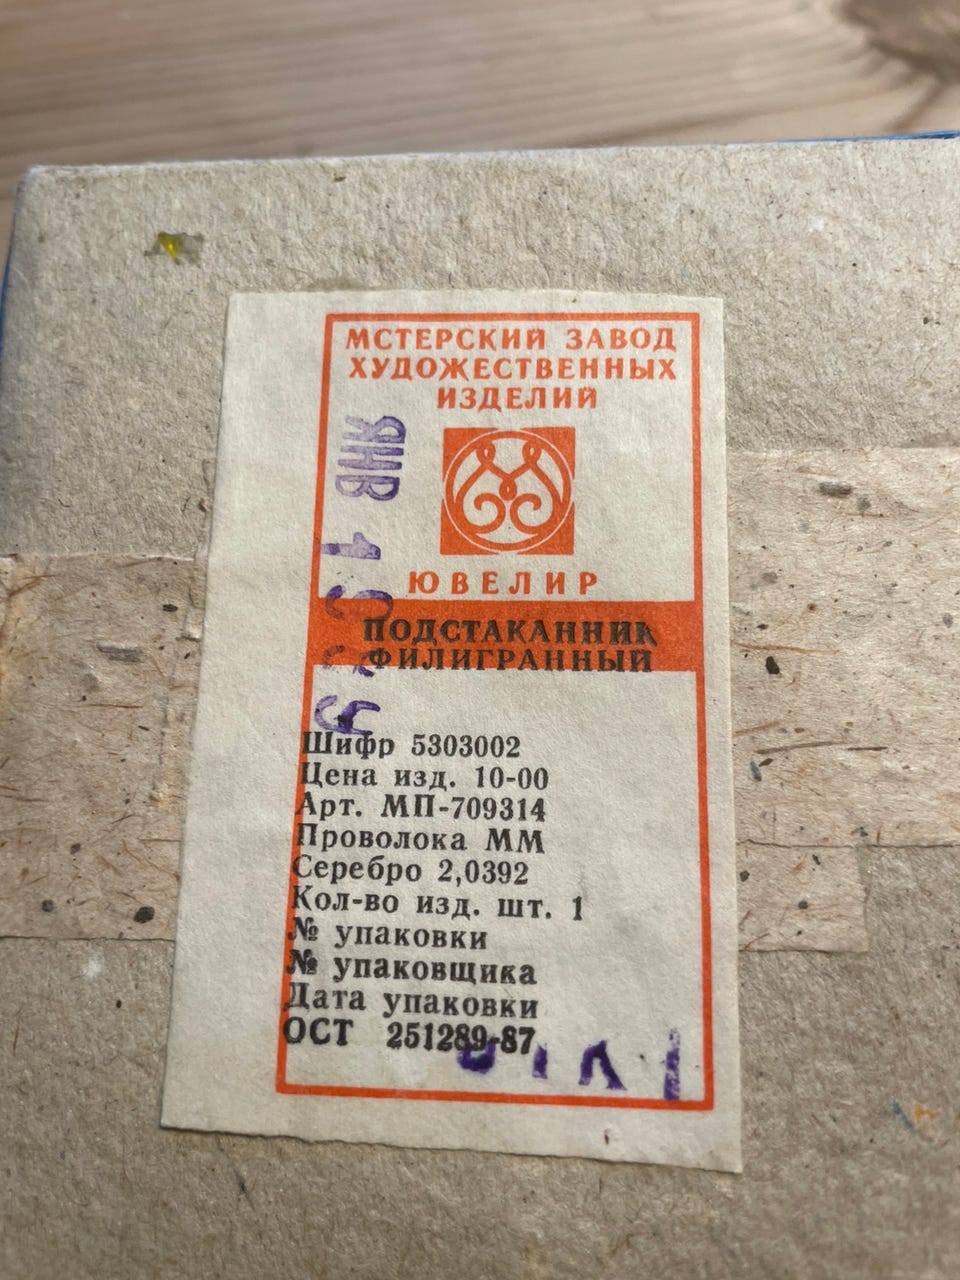 МСТЕРСКИЙ ЗАВОД
ХУДОЖЕСТВЕННЫХ
ИЗДЕЛИЙ
ЮВЕЛИР
ПОДСТАКАННИК
ФИЛИГРАННЫЙ
Шифр 5303002
Цена изд. 10-00
Арт. МП-709314
Проволока ММ
Серебро 2,0392
Кол-во изд. шт. 1
№ упаковки
№ упаковщика
Дата упаковки
ОСТ 251289-87
ЯНВ